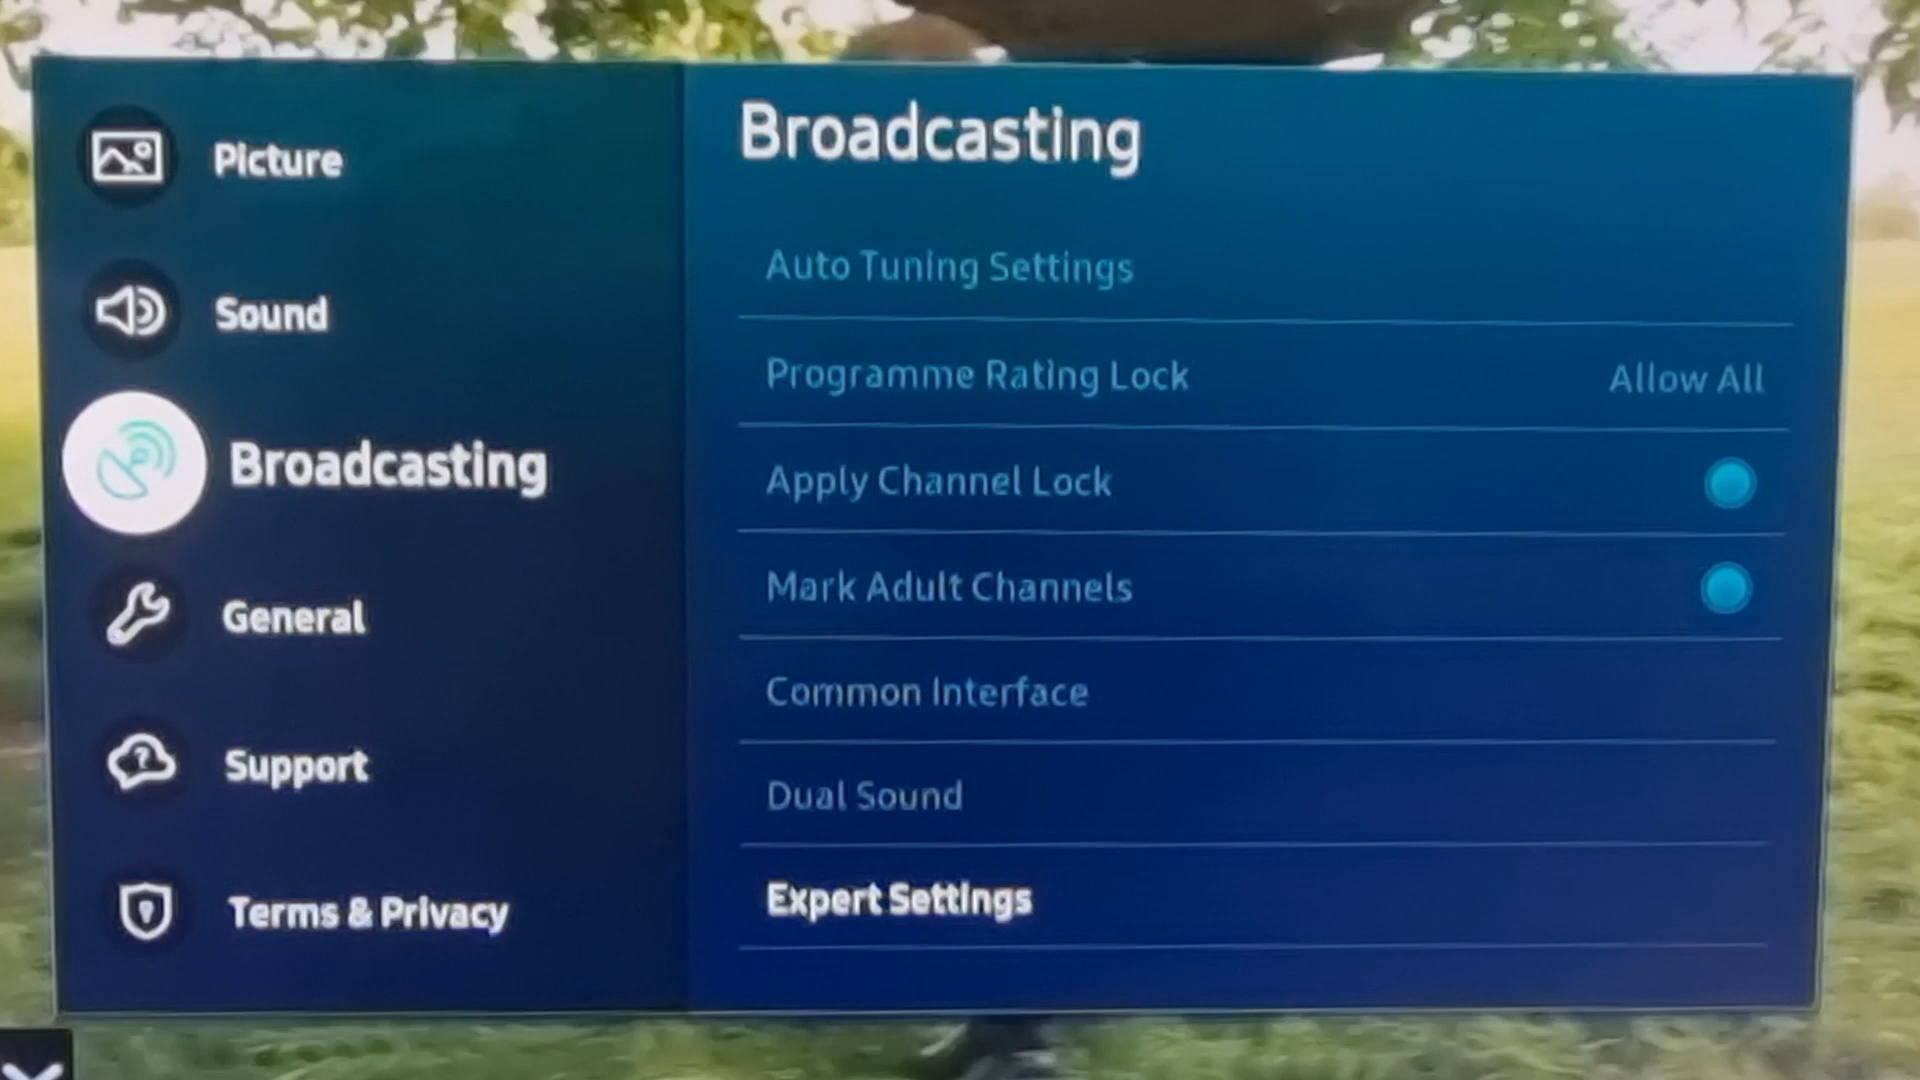 Picture
Sound
Broadcasting
General
Support
Terms & Privacy
Broadcasting
Auto Tuning Settings
Programme Rating Lock Allow All
Apply Channel Lock
Mark Adult Channels
Common Interface
Dual Sound
Expert Settings